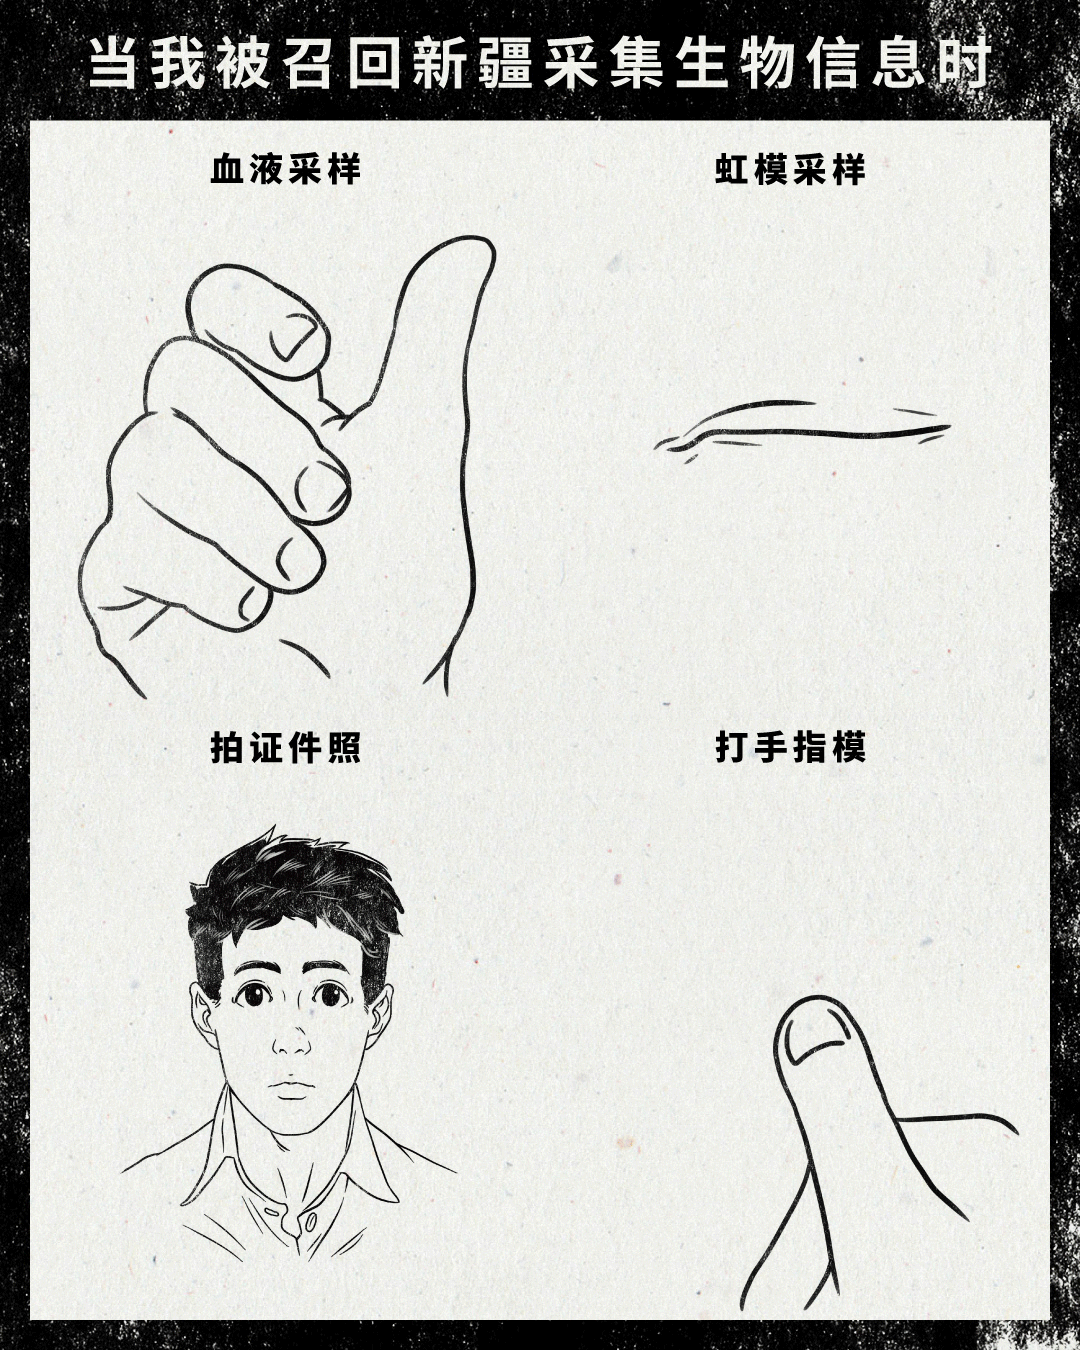 当我被召回新疆采集生物信息时
血液采样
虹模采样
拍证件照
打手指模